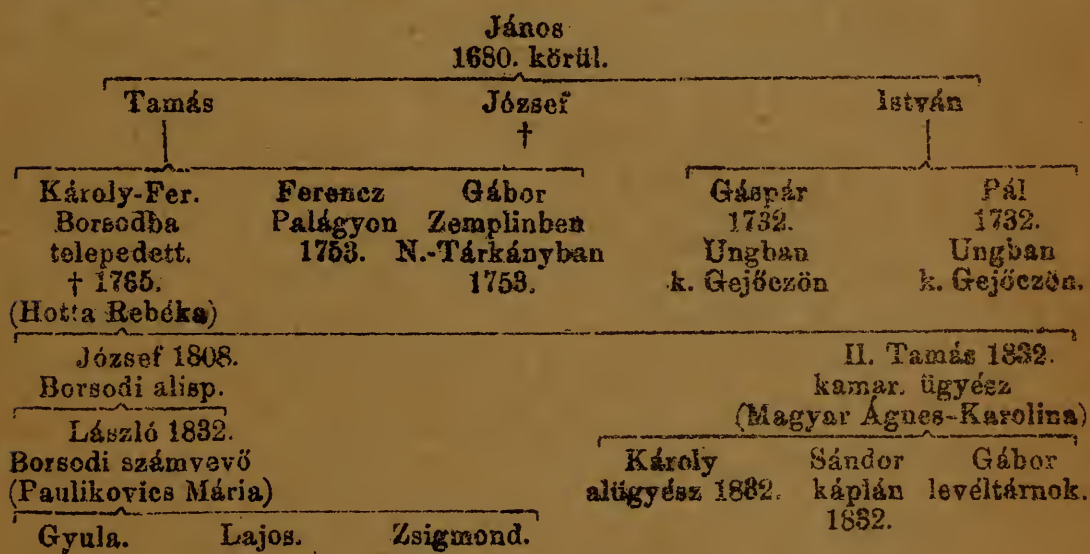 János
1680. körül.
Tamás József István
†
Károly-Fer. Ferencz Gábor Gáspár Pál
Borsodba Palágyon Zemplinben 1732. 1732.
telepedett. 1753. N.-Tárkányban Ungban Ungban
† 1765. 1753. k. Gejőczön k. Gejőczön.
(Hotta Rebéka)
József 1808. II. Tamás 1832.
Borsodi alisp. kamar. ügyész
(Magyar Ágnes-Karolina)
László 1832.
Borsodi számvevő Károly Sándor Gábor
(Paulikovics Mária) alügyész 1832. káplán levéltárnok.
1832.
Gyula. Lajos. Zsigmond.